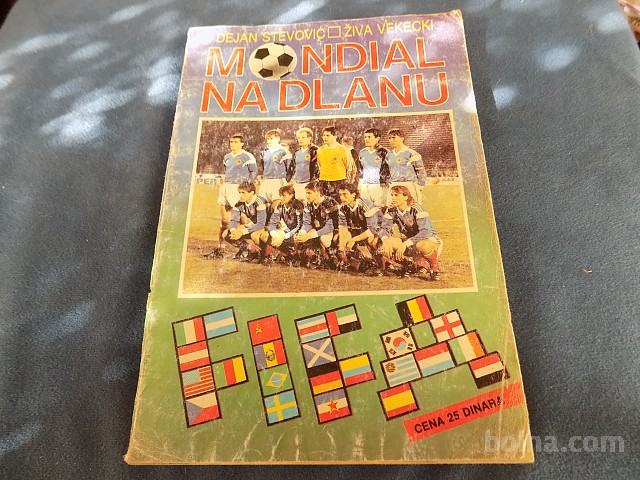 DEJAN STEVOVIĆ □ ŽIVA VEKECKI
MONDIAL
NA DLANU
FIFA
CENA 25 DINARA
bolha.com